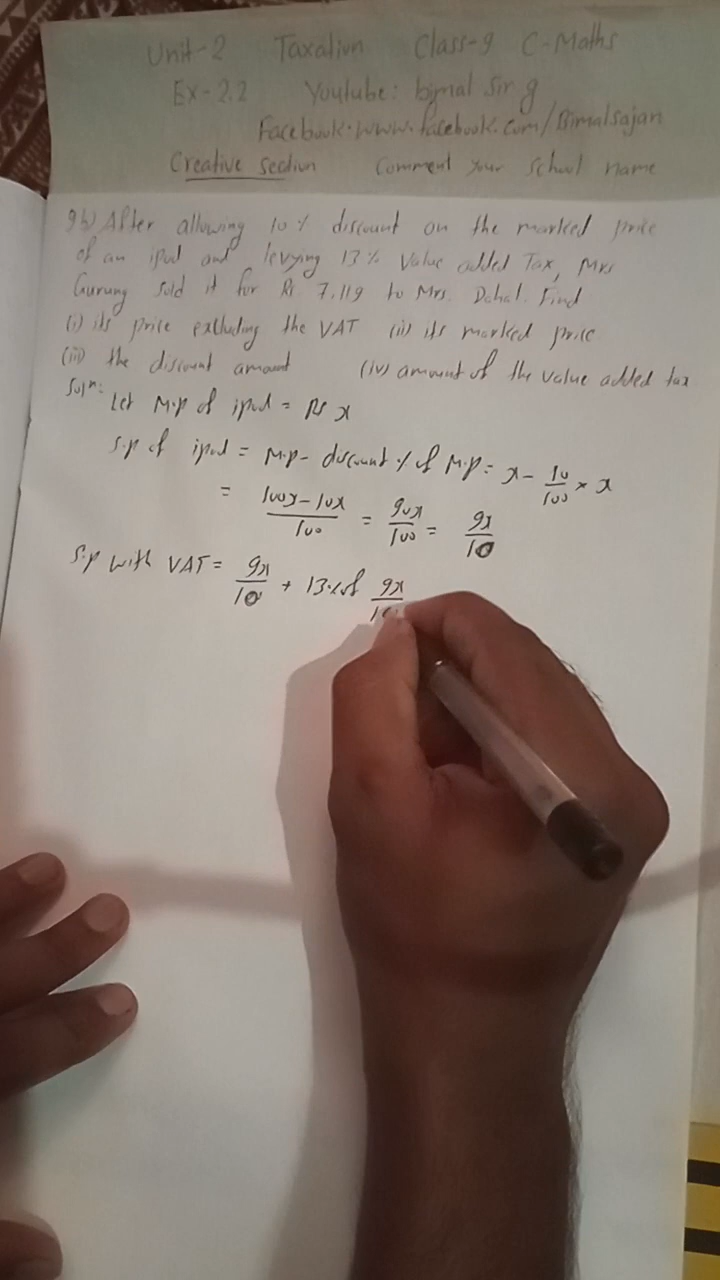 Unit-2 Taxation Class-9 C-Maths
Ex-2.2 Youtube: bimal sir g
Facebook:www.facebook.com/Bimalsajan
Creative section Comment your school name
9b) After allowing 10% discount on the marked price
of an ipod and levying 13% Value added Tax, Mrs
Gurung sold it for Rs 7,119 to Mrs. Dahal. Find
(i) its price excluding the VAT (ii) its marked price
(iii) the discount amount (iv) amount of the value added tax
Solⁿ: Let M.p of ipod = Rs x
S.p of ipod = M.p - discount % of M.p = x - 10/100 × x
= 100x-10x/100 = 90x/100 = 9x/10
S.p with VAT = 9x/10 + 13% of 9x/10